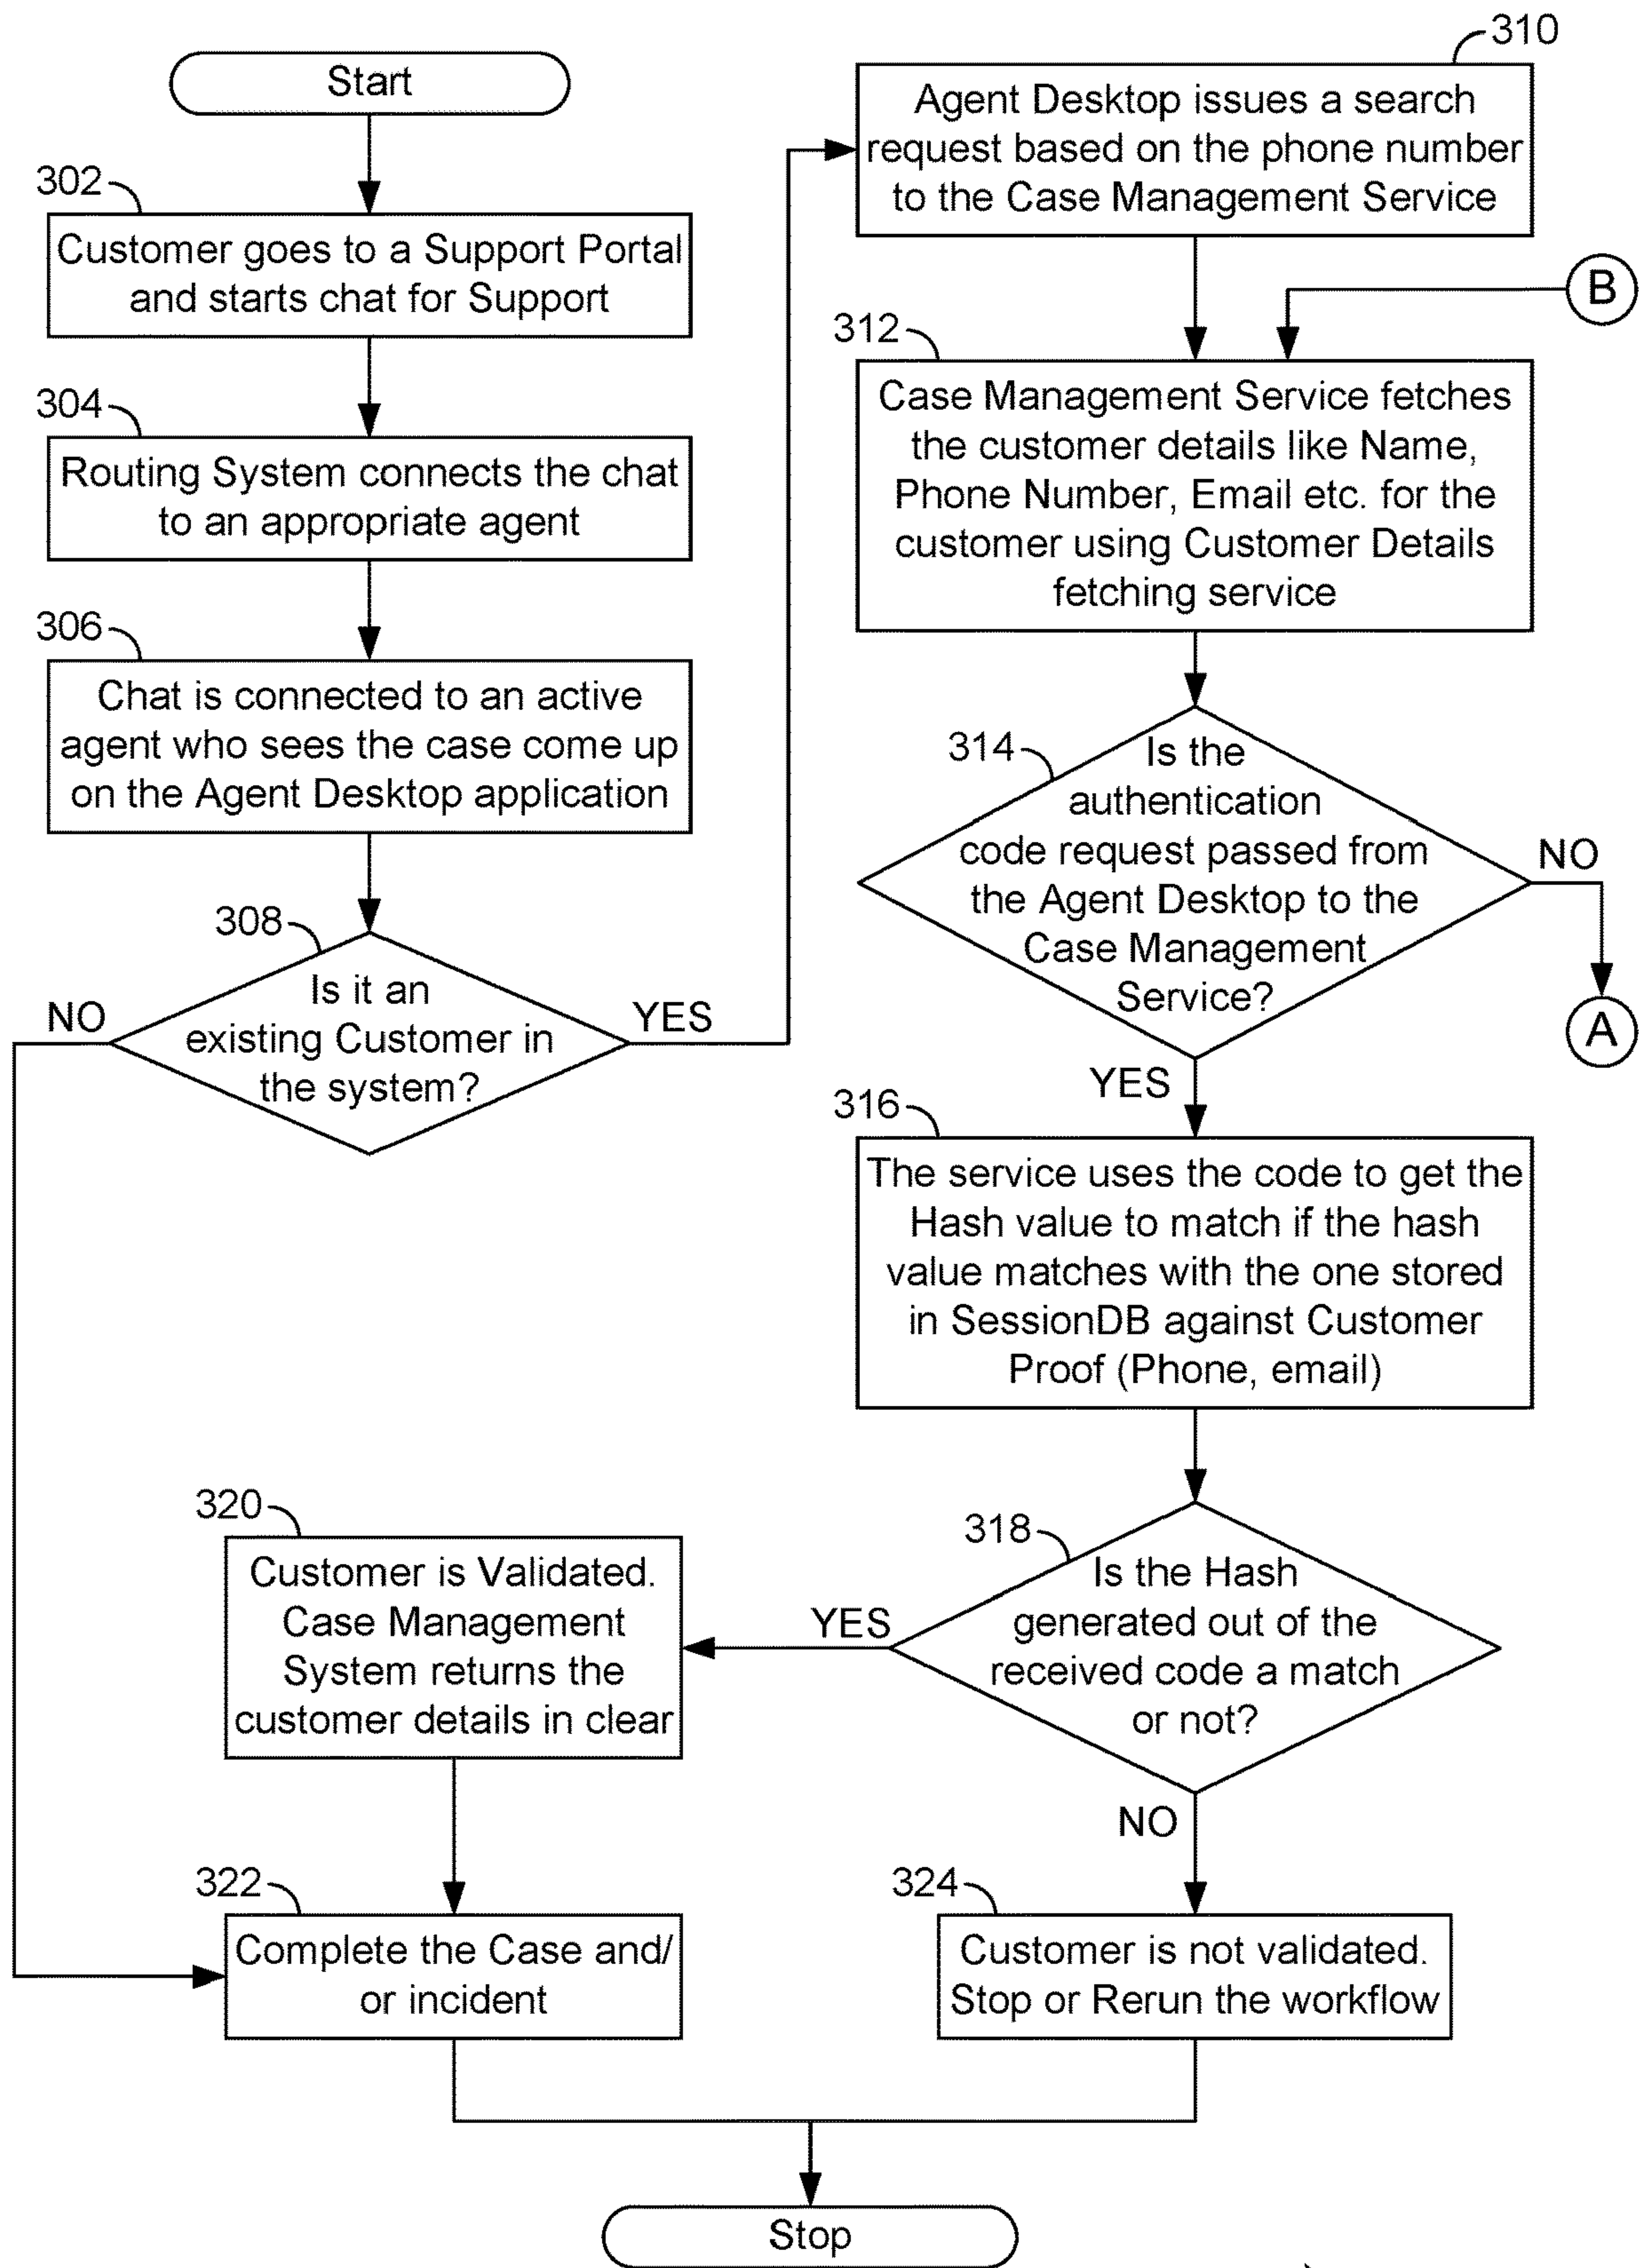 Start
302
Customer goes to a Support Portal
and starts chat for Support
304
Routing System connects the chat
to an appropriate agent
306
Chat is connected to an active
agent who sees the case come up
on the Agent Desktop application
308
Is it an
existing Customer in
the system?
NO
YES
310
Agent Desktop issues a search
request based on the phone number
to the Case Management Service
B
312
Case Management Service fetches
the customer details like Name,
Phone Number, Email etc. for the
customer using Customer Details
fetching service
314
Is the
authentication
code request passed from
the Agent Desktop to the
Case Management
Service?
NO
A
YES
316
The service uses the code to get the
Hash value to match if the hash
value matches with the one stored
in SessionDB against Customer
Proof (Phone, email)
318
Is the Hash
generated out of the
received code a match
or not?
YES
NO
320
Customer is Validated.
Case Management
System returns the
customer details in clear
322
Complete the Case and/
or incident
324
Customer is not validated.
Stop or Rerun the workflow
Stop